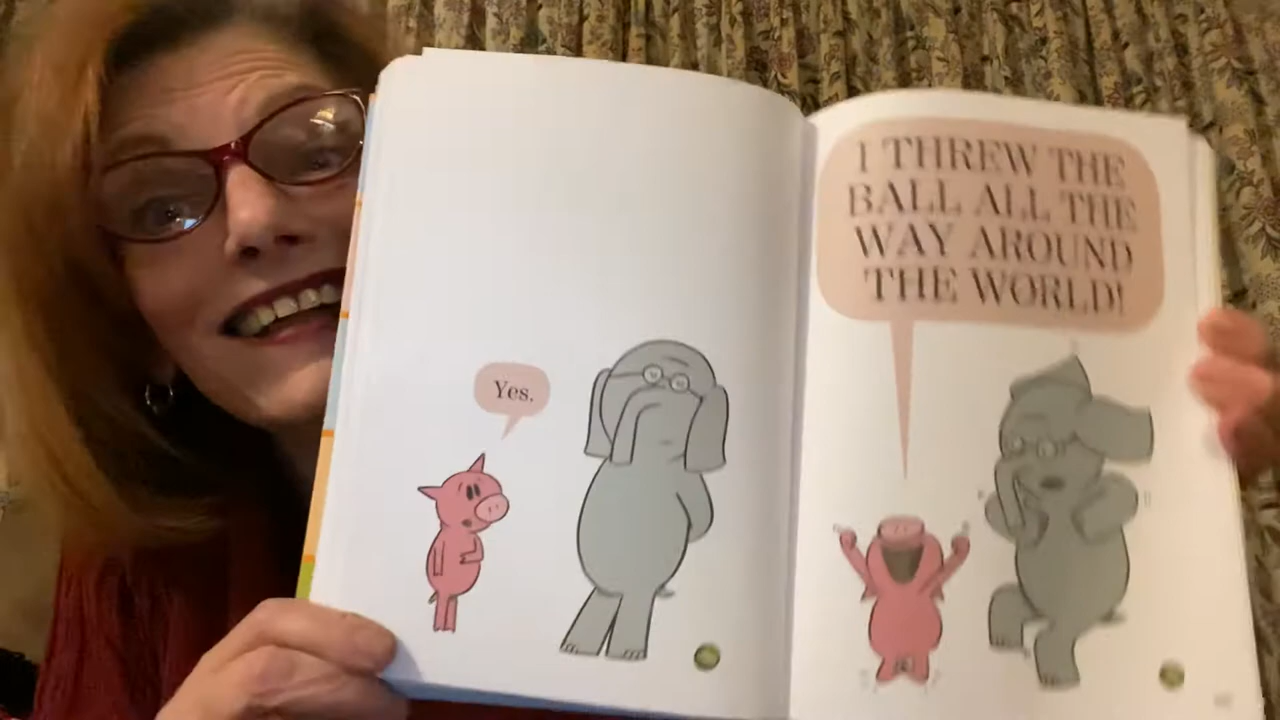 Yes.
I THREW THE
BALL ALL THE
WAY AROUND
THE WORLD!